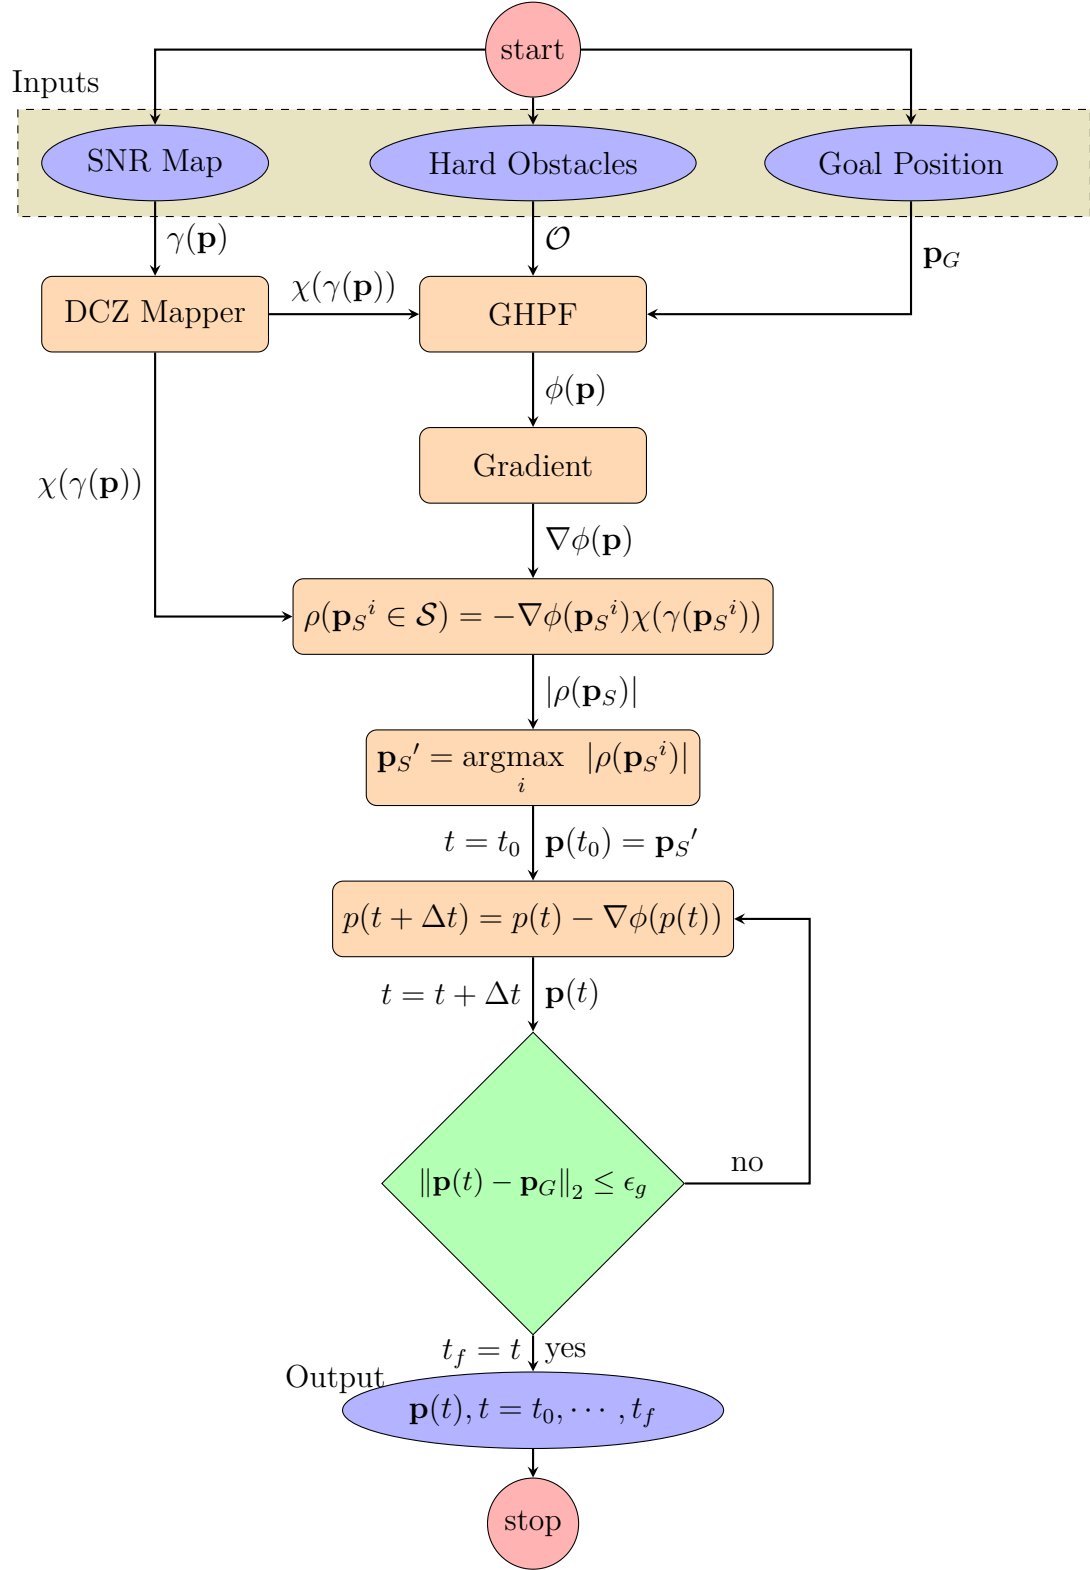 start
Inputs
SNR Map
Hard Obstacles
Goal Position
γ(𝐩)
𝒪
𝐩_G
DCZ Mapper
χ(γ(𝐩))
GHPF
ϕ(𝐩)
Gradient
χ(γ(𝐩))
∇ϕ(𝐩)
ρ(𝐩_S^i ∈ 𝒮) = −∇ϕ(𝐩_S^i)χ(γ(𝐩_S^i))
|ρ(𝐩_S)|
𝐩_S′ = argmax_i |ρ(𝐩_S^i)|
t = t_0 𝐩(t_0) = 𝐩_S′
p(t + Δt) = p(t) − ∇ϕ(p(t))
t = t + Δt 𝐩(t)
‖𝐩(t) − 𝐩_G‖_2 ≤ ϵ_g
no
t_f = t yes
Output
𝐩(t), t = t_0, ⋯ , t_f
stop